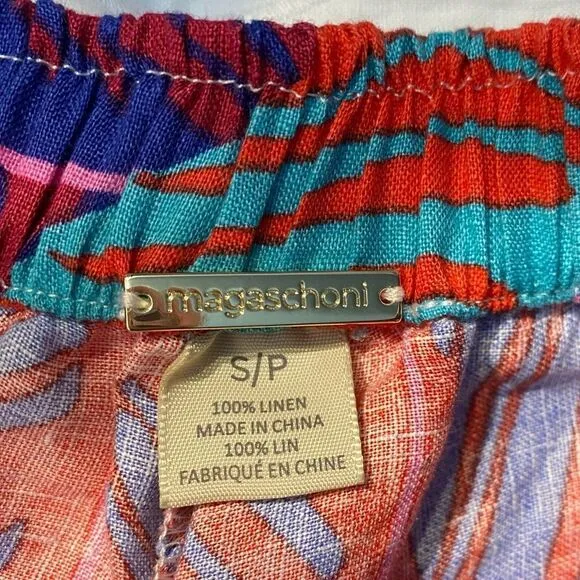 magaschoni
S/P
100% LINEN
MADE IN CHINA
100% LIN
FABRIQUÉ EN CHINE